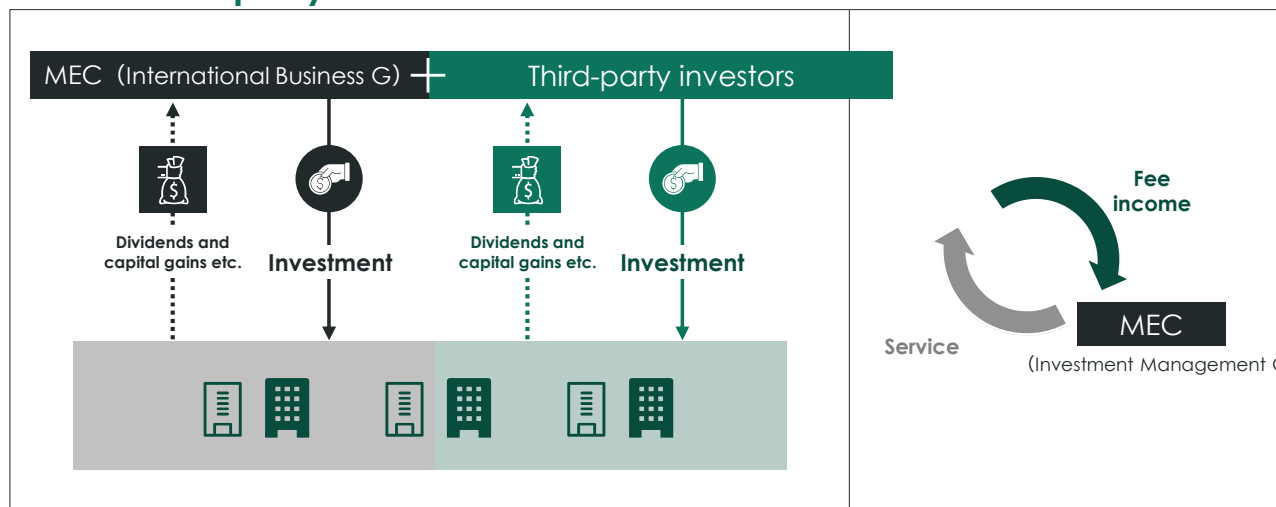 MEC（International Business G）
Third-party investors
Dividends and
capital gains etc.
Investment
Dividends and
capital gains etc.
Investment
Fee
income
Service
MEC
(Investment Management